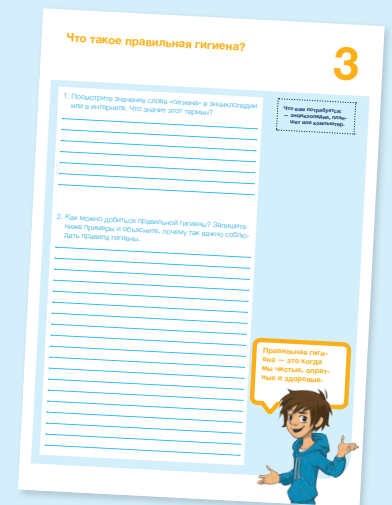 Что такое правильная гигиена?
3
1. Посмотрите значение слова «гигиена» в энциклопедии
или в интернете. Что значит этот термин?
Что вам потребуется:
— энциклопедия, план-
шет или компьютер.
2. Как можно добиться правильной гигиены? Запишите
ниже примеры и объясните, почему так важно соблю-
дать правила гигиены.
Правильная гиги-
ена — это когда
мы чистые, опрят-
ные и здоровые.